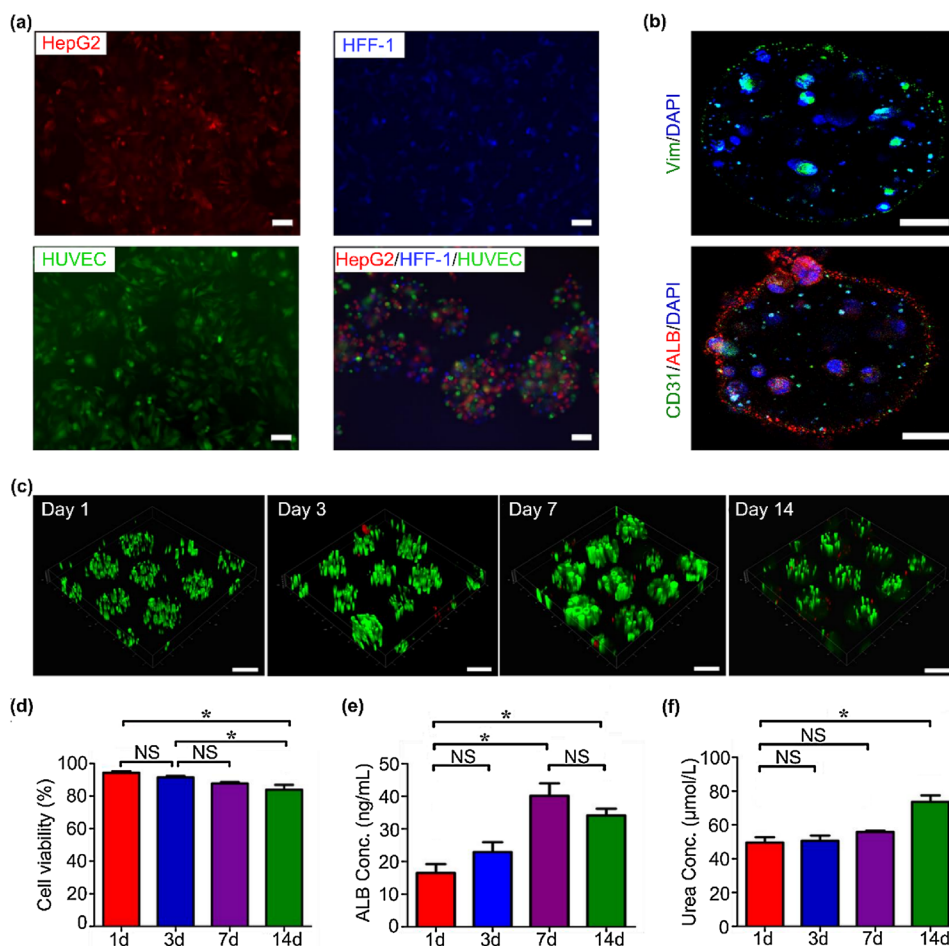 (a)
HepG2
HFF-1
HUVEC
HepG2/HFF-1/HUVEC
(b)
Vim/DAPI
CD31/ALB/DAPI
(c)
Day 1
Day 3
Day 7
Day 14
(d)
Cell viability (%)
100
80
60
40
20
0
*
NS
*
NS
1d
3d
7d
14d
(e)
ALB Conc. (ng/mL)
50
40
30
20
10
0
*
*
NS
NS
1d
3d
7d
14d
(f)
Urea Conc. (µmol/L)
100
80
60
40
20
0
*
NS
NS
1d
3d
7d
14d